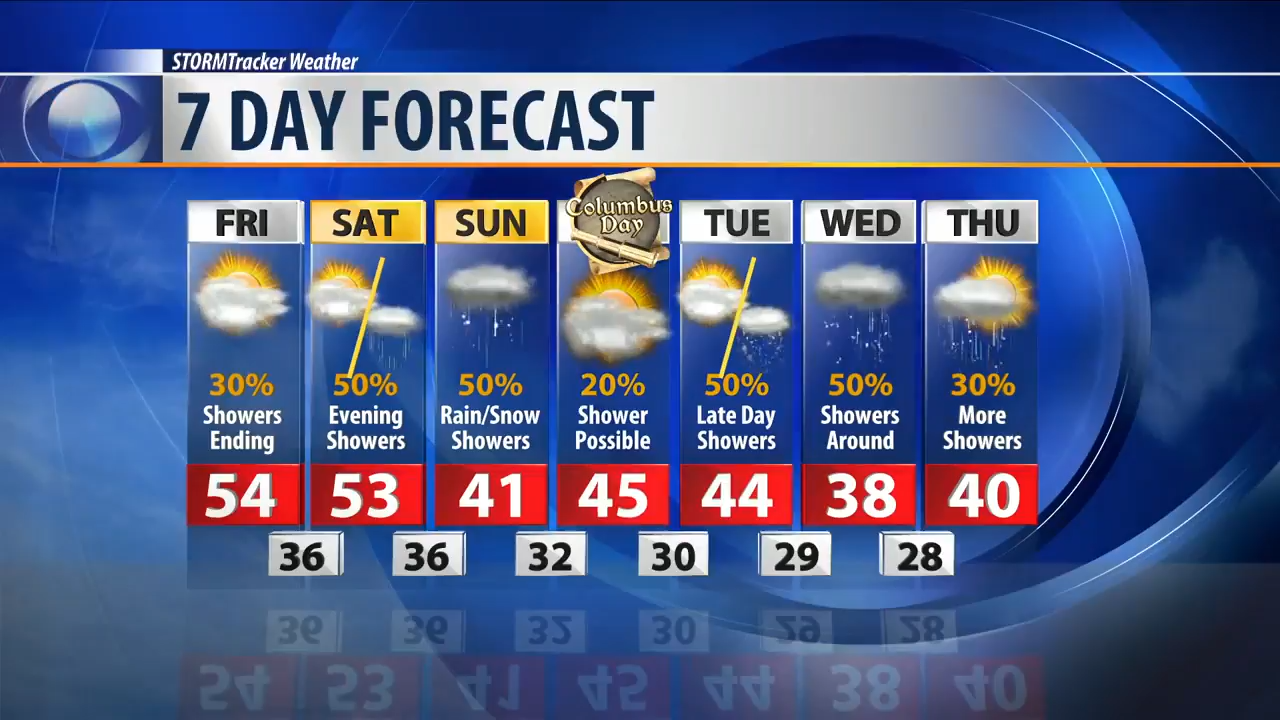 STORMTracker Weather
7 DAY FORECAST
FRI
SAT
SUN
Columbus
Day
TUE
WED
THU
30%
50%
50%
20%
50%
50%
30%
Showers
Ending
Evening
Showers
Rain/Snow
Showers
Shower
Possible
Late Day
Showers
Showers
Around
More
Showers
54
53
41
45
44
38
40
36
36
32
30
29
28